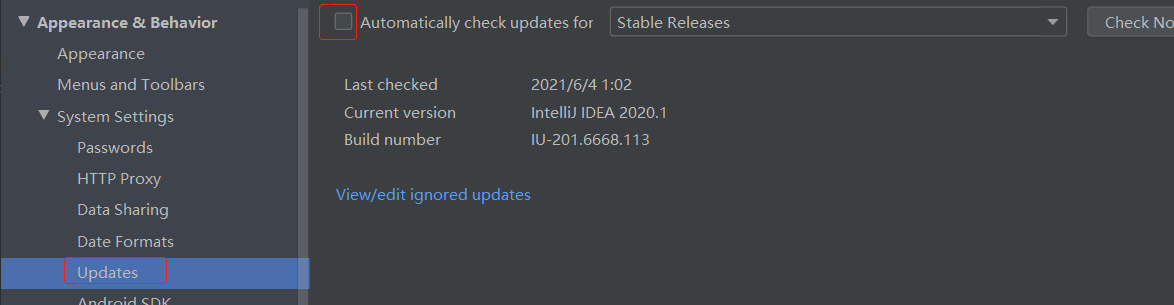 Appearance & Behavior
Appearance
Menus and Toolbars
System Settings
Passwords
HTTP Proxy
Data Sharing
Date Formats
Updates
Android SDK
Automatically check updates for Stable Releases Check No
Last checked 2021/6/4 1:02
Current version IntelliJ IDEA 2020.1
Build number IU-201.6668.113
View/edit ignored updates